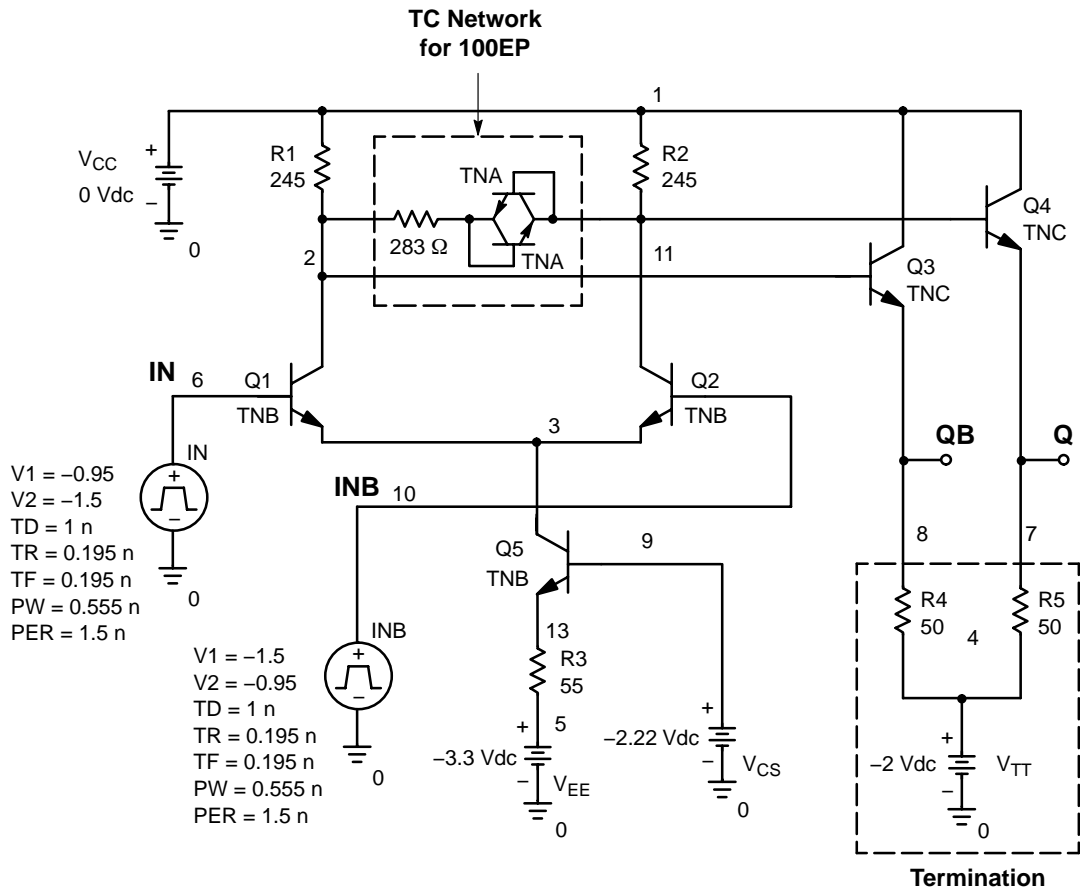 TC Network
for 100EP
1
VCC
+
−
0 Vdc
0
R1
245
TNA
283 Ω
TNA
R2
245
Q4
TNC
2
11
Q3
TNC
IN
6
Q1
TNB
Q2
TNB
3
QB
Q
IN
+
−
0
V1 = −0.95
V2 = −1.5
TD = 1 n
TR = 0.195 n
TF = 0.195 n
PW = 0.555 n
PER = 1.5 n
INB
10
Q5
TNB
9
8
7
INB
+
−
0
V1 = −1.5
V2 = −0.95
TD = 1 n
TR = 0.195 n
TF = 0.195 n
PW = 0.555 n
PER = 1.5 n
13
R3
55
5
+
−3.3 Vdc
−
VEE
0
+
−2.22 Vdc
−
VCS
0
R4
50
4
R5
50
+
−2 Vdc
−
VTT
0
Termination